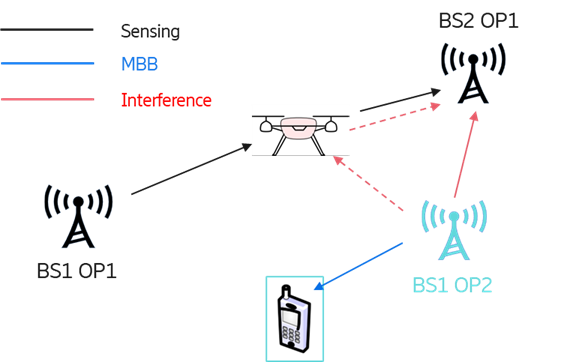 BS2 OP1
Sensing
MBB
Interference
BS1 OP1
BS1 OP2